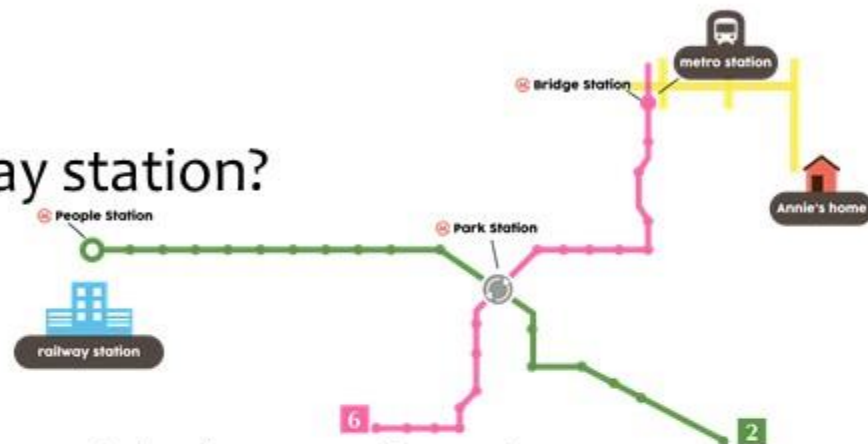 metro station
Bridge Station
ay station?
People Station
Park Station
Annie's home
railway station
6
2